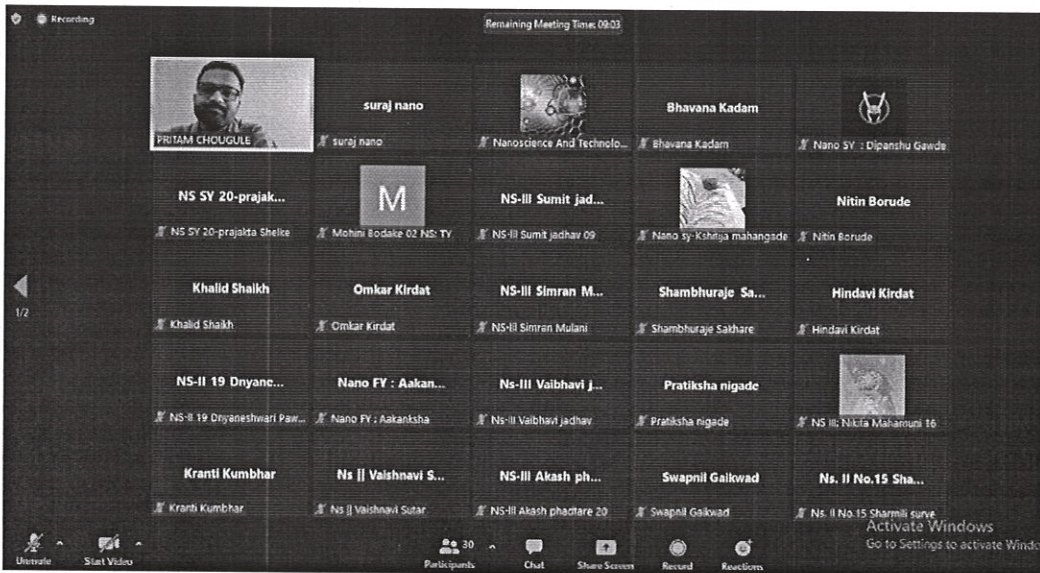 Recording
Remaining Meeting Time: 09:03
PRITAM CHOUGULE
suray nano
suraj nano
Nanoscience And Technolo...
Bhavana Kadam
Bhavana Kadam
Nano SY : Dipanshu Gawde
NS SY 20-prajak...
NS SY 20-prajakta Shelke
M
Mohini Bodake 02 NS: TY
NS-III Sumit jad...
NS-III Sumit jadhav 09
Nano sy-Kshitija mahangade
Nitin Borude
Nitin Borude
1/2
Khalid Shaikh
Khalid Shaikh
Omkar Kirdat
Omkar Kirdat
NS-III Simran M...
NS-III Simran Mulani
Shambhuraje Sa...
Shambhuraje Sakhare
Hindavi Kirdat
Hindavi Kirdat
NS-II 19 Dnyane...
NS-II 19 Dnyaneshwari Paw...
Nano FY : Aakan...
Nano FY : Aakanksha
Ns-III Vaibhavi j...
Ns-III Vaibhavi jadhav
Pratiksha nigade
Pratiksha nigade
NS III: Nikita Mahamuni 16
Kranti Kumbhar
Kranti Kumbhar
Ns || Vaishnavi S...
Ns || Vaishnavi Sutar
NS-III Akash ph...
NS-III Akash phadtare 20
Swapnil Gaikwad
Swapnil Gaikwad
Ns. II No.15 Sha...
Ns. II No.15 Sharmili surve
Activate Windows
Go to Settings to activate Windo
Unmute
Start Video
30
Participants
Chat
Share Screen
Record
Reactions